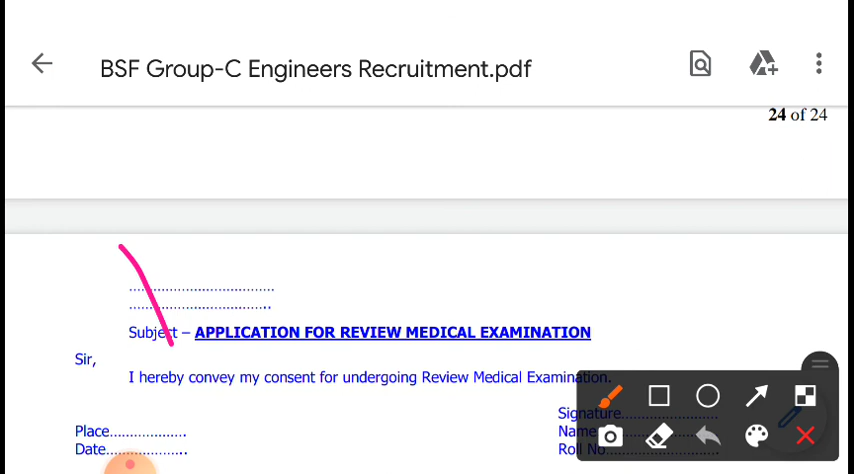 BSF Group-C Engineers Recruitment.pdf
24 of 24
..................................
..................................
Subject – APPLICATION FOR REVIEW MEDICAL EXAMINATION
Sir,
I hereby convey my consent for undergoing Review Medical Examination.
Signature......................
Place...................
Name
Date....................
Roll No